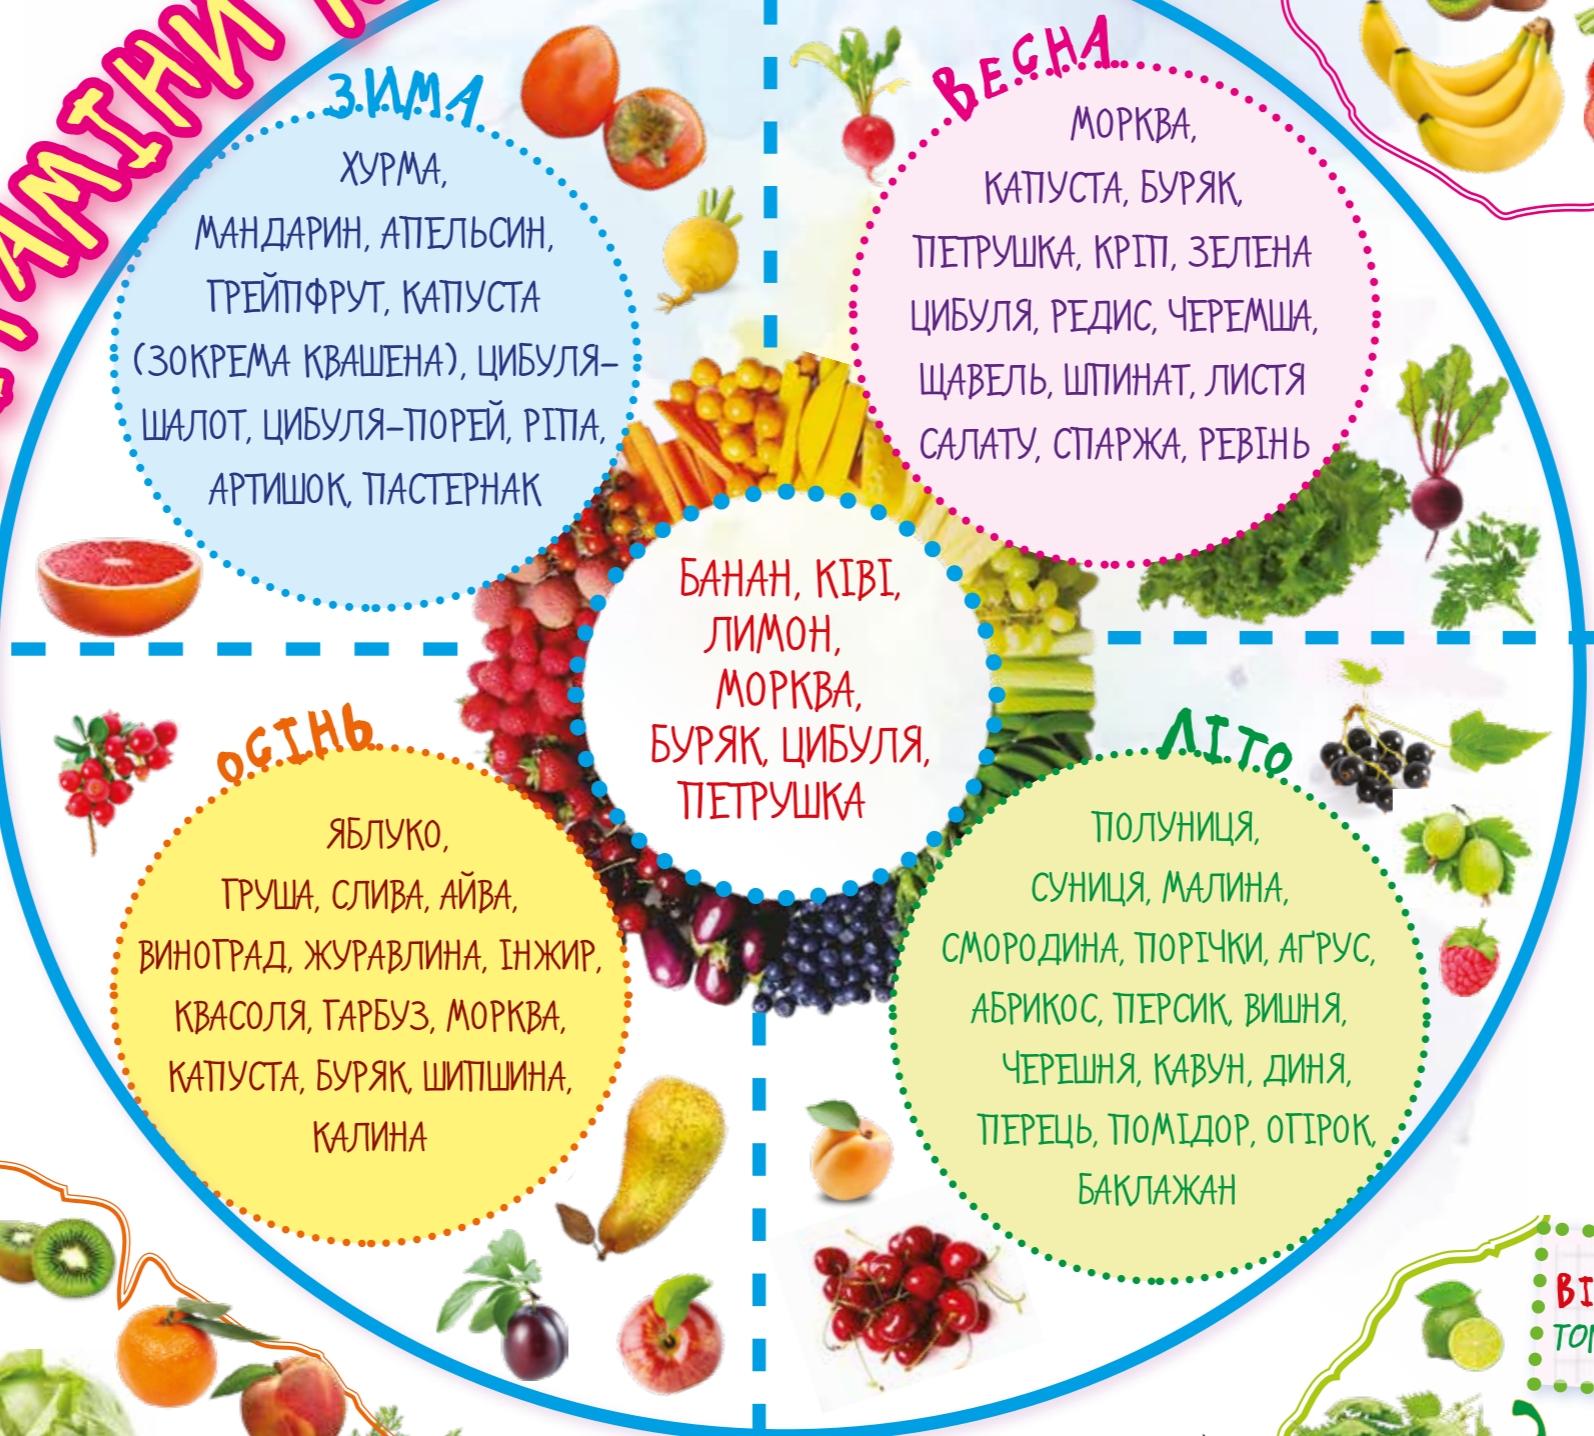 ЗИМА
ХУРМА,
МАНДАРИН, АПЕЛЬСИН,
ГРЕЙПФРУТ, КАПУСТА
(ЗОКРЕМА КВАШЕНА), ЦИБУЛЯ-
ШАЛОТ, ЦИБУЛЯ-ПОРЕЙ, РІПА,
АРТИШОК, ПАСТЕРНАК
ВЕСНА
МОРКВА,
КАПУСТА, БУРЯК,
ПЕТРУШКА, КРІП, ЗЕЛЕНА
ЦИБУЛЯ, РЕДИС, ЧЕРЕМША,
ЩАВЕЛЬ, ШПИНАТ, ЛИСТЯ
САЛАТУ, СПАРЖА, РЕВІНЬ
БАНАН, КІВІ,
ЛИМОН,
МОРКВА,
БУРЯК, ЦИБУЛЯ,
ПЕТРУШКА
ОСІНЬ
ЯБЛУКО,
ГРУША, СЛИВА, АЙВА,
ВИНОГРАД, ЖУРАВЛИНА, ІНЖИР,
КВАСОЛЯ, ГАРБУЗ, МОРКВА,
КАПУСТА, БУРЯК, ШИПШИНА,
КАЛИНА
ЛІТО
ПОЛУНИЦЯ,
СУНИЦЯ, МАЛИНА,
СМОРОДИНА, ПОРІЧКИ, АҐРУС,
АБРИКОС, ПЕРСИК, ВИШНЯ,
ЧЕРЕШНЯ, КАВУН, ДИНЯ,
ПЕРЕЦЬ, ПОМІДОР, ОГІРОК,
БАКЛАЖАН